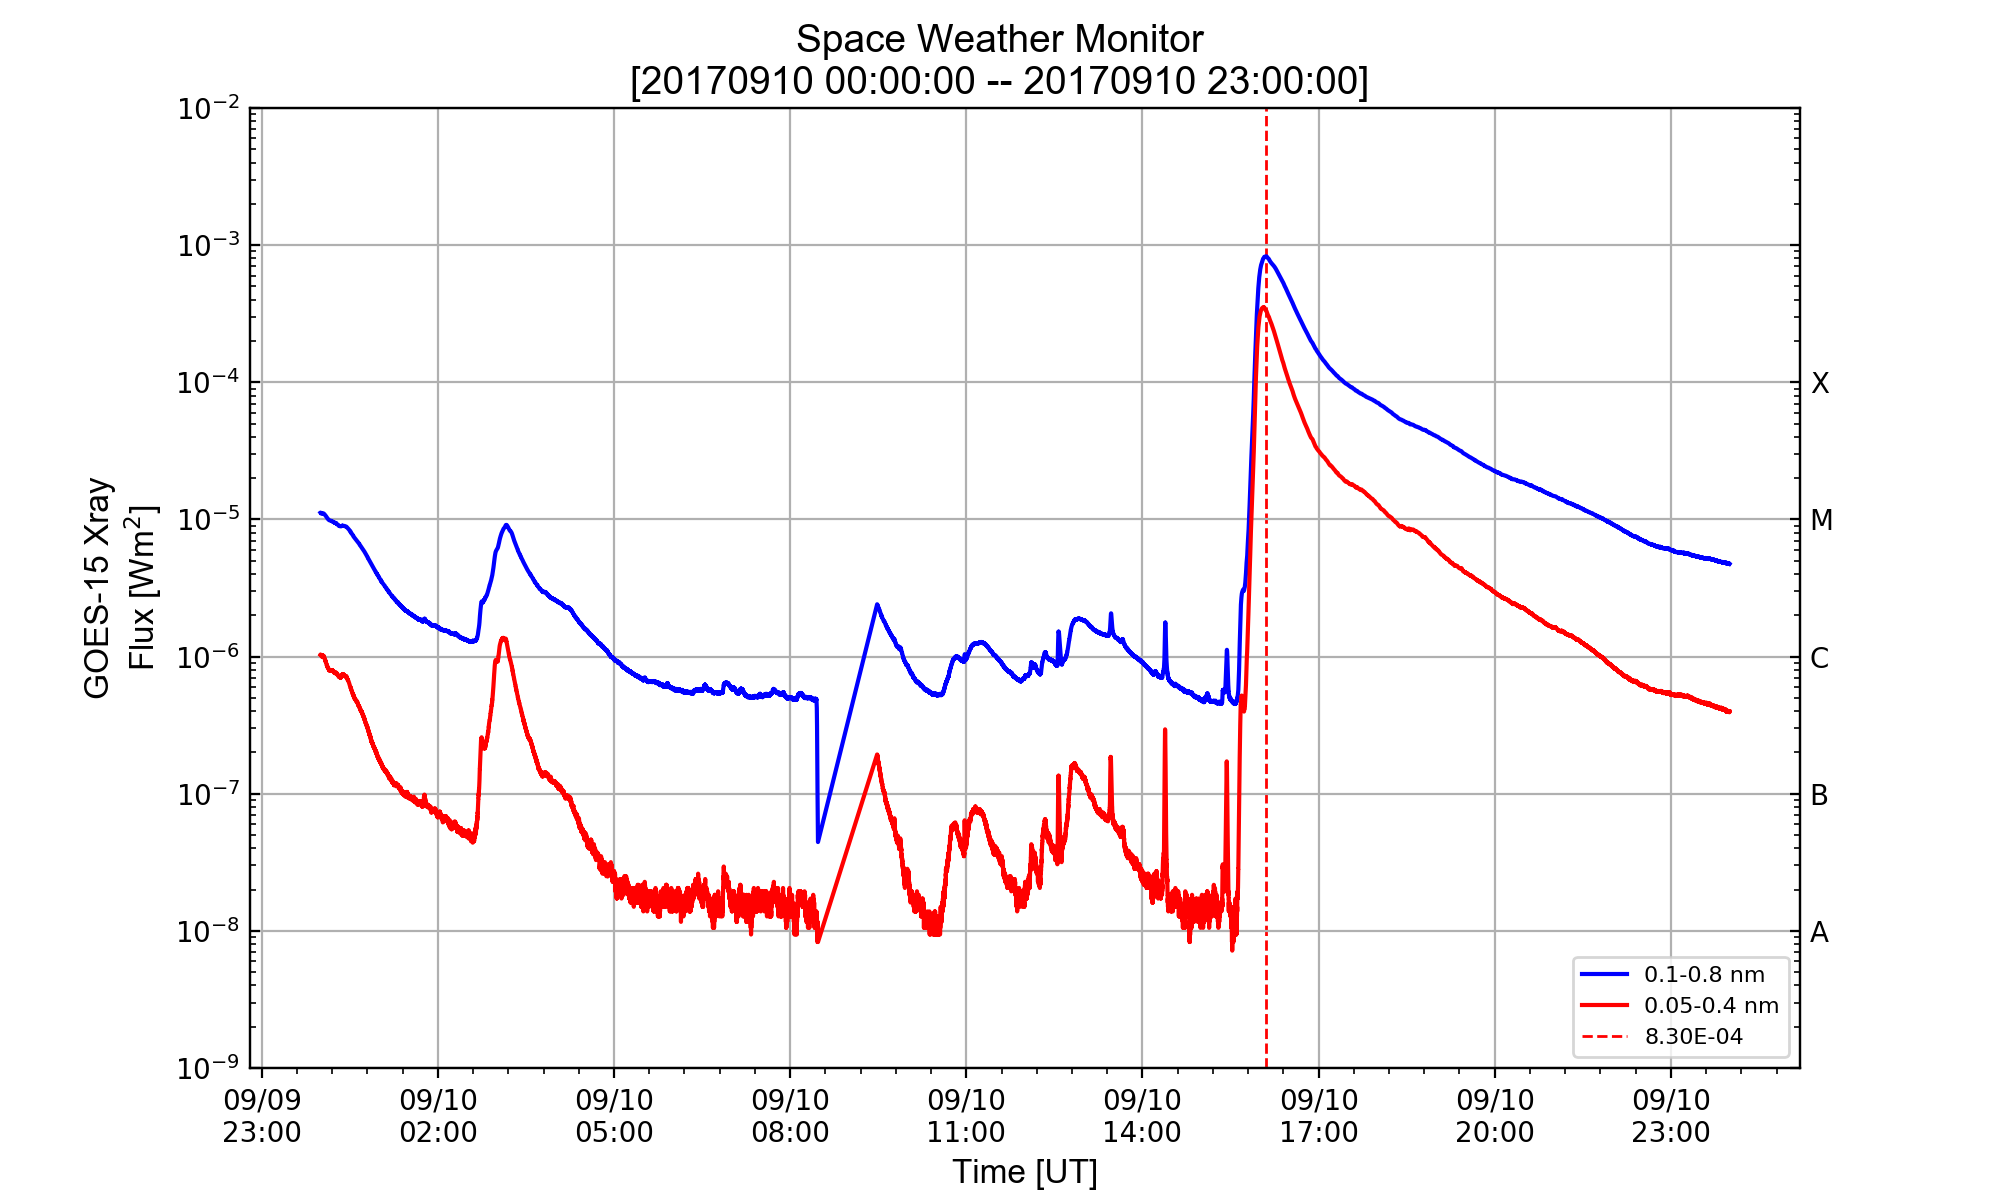 Space Weather Monitor
[20170910 00:00:00 -- 20170910 23:00:00]
10⁻²
10⁻³
10⁻⁴
10⁻⁵
10⁻⁶
10⁻⁷
10⁻⁸
10⁻⁹
GOES-15 Xray
Flux [Wm²]
X
M
C
B
A
0.1-0.8 nm
0.05-0.4 nm
8.30E-04
09/09 09/10 09/10 09/10 09/10 09/10 09/10 09/10 09/10
23:00 02:00 05:00 08:00 11:00 14:00 17:00 20:00 23:00
Time [UT]